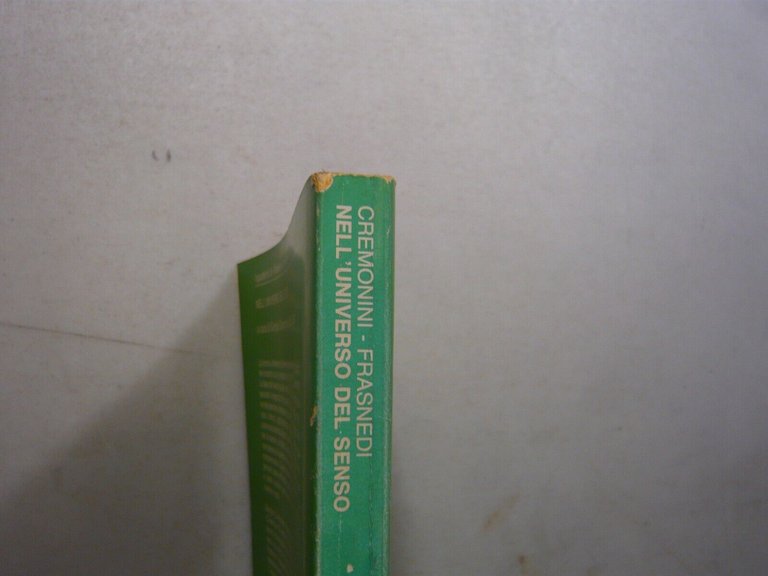 CREMONINI - FRASNEDI
NELL'UNIVERSO DEL SENSO